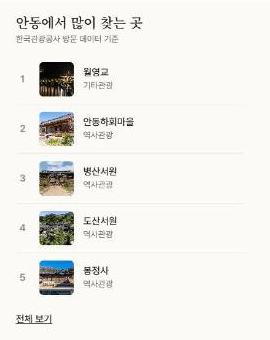 안동에서 많이 찾는 곳
한국관광공사 방문 데이터 기준
1
월영교
기타관광
2
안동하회마을
역사관광
3
병산서원
역사관광
4
도산서원
역사관광
5
봉정사
역사관광
전체 보기